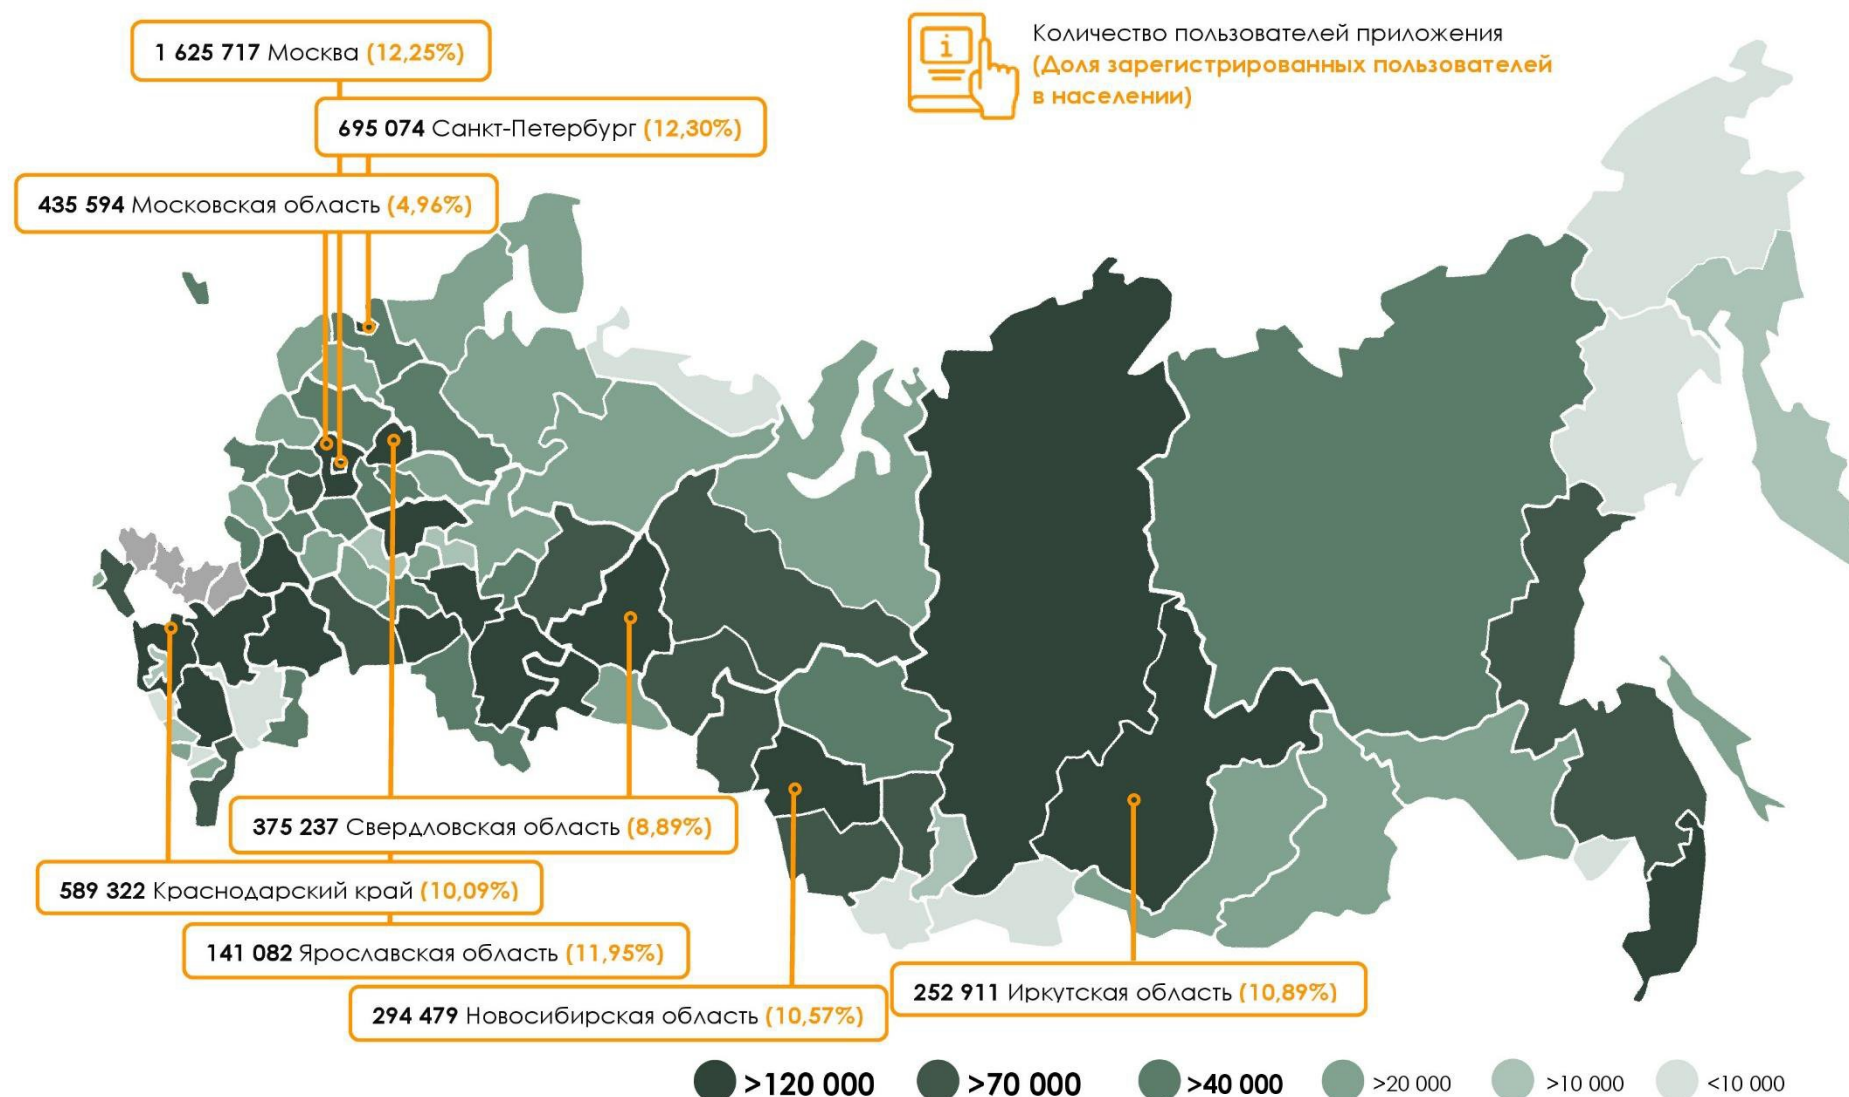 1 625 717 Москва (12,25%)
Количество пользователей приложения
(Доля зарегистрированных пользователей
в населении)
695 074 Санкт-Петербург (12,30%)
435 594 Московская область (4,96%)
375 237 Свердловская область (8,89%)
589 322 Краснодарский край (10,09%)
141 082 Ярославская область (11,95%)
294 479 Новосибирская область (10,57%)
252 911 Иркутская область (10,89%)
>120 000 >70 000 >40 000 >20 000 >10 000 <10 000